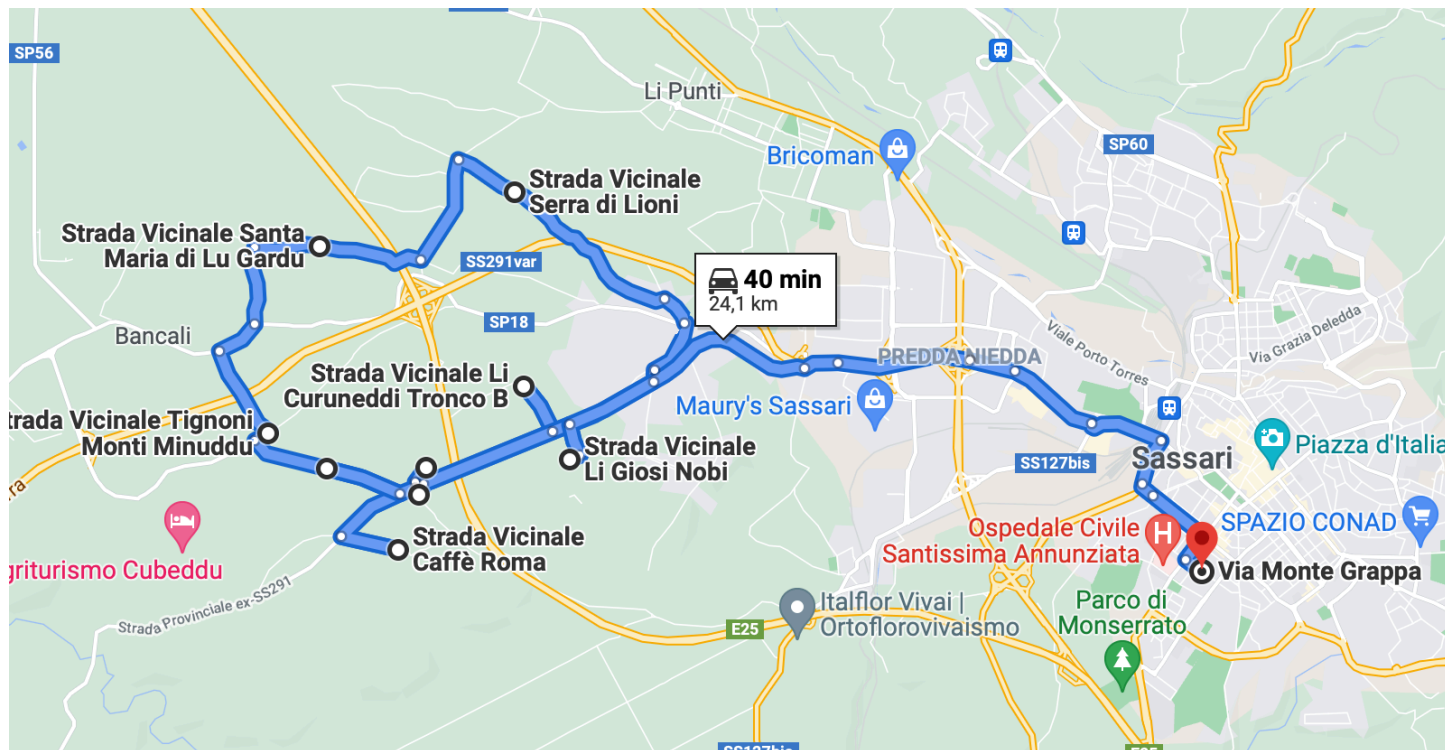 SP56
Li Punti
Bricoman
SP60
Strada Vicinale
Serra di Lioni
Strada Vicinale Santa
Maria di Lu Gardu
SS291var
40 min
24,1 km
SP18
Bancali
Via Grazia Deledda
Viale Porto Torres
PREDDA NIEDDA
Strada Vicinale Li
Curuneddi Tronco B
Maury's Sassari
trada Vicinale Tignoni
Monti Minuddu
Strada Vicinale
Li Giosi Nobi
Piazza d'Italia
SS127bis
Sassari
rra
SPAZIO CONAD
Ospedale Civile
Santissima Annunziata
H
Strada Vicinale
Caffè Roma
griturismo Cubeddu
Via Monte Grappa
Strada Provinciale ex-SS291
Italflor Vivai |
Ortoflorovivaismo
E25
Parco di
Monserrato
SS127bis
E25